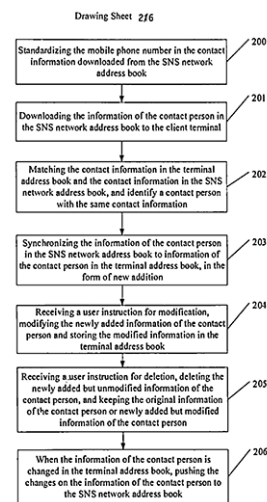 Drawing Sheet 2/6
200
Standardizing the mobile phone number in the contact
information downloaded from the SNS network
address book
201
Downloading the information of the contact person in
the SNS network address book to the client terminal
202
Matching the contact information in the terminal
address book and the contact information in the SNS
network address book, and identify a contact person
with the same contact information
203
Synchronizing the information of the contact person
in the SNS network address book to information of
the contact person in the terminal address book, in the
form of new addition
204
Receiving a user instruction for modification,
modifying the newly added information of the contact
person and storing the modified information in the
terminal address book
205
Receiving a user instruction for deletion, deleting the
newly added but unmodified information of the
contact person, and keeping the original information
of the contact person or newly added but modified
information of the contact person
206
When the information of the contact person is
changed in the terminal address book, pushing the
changes on the information of the contact person to
the SNS network address book